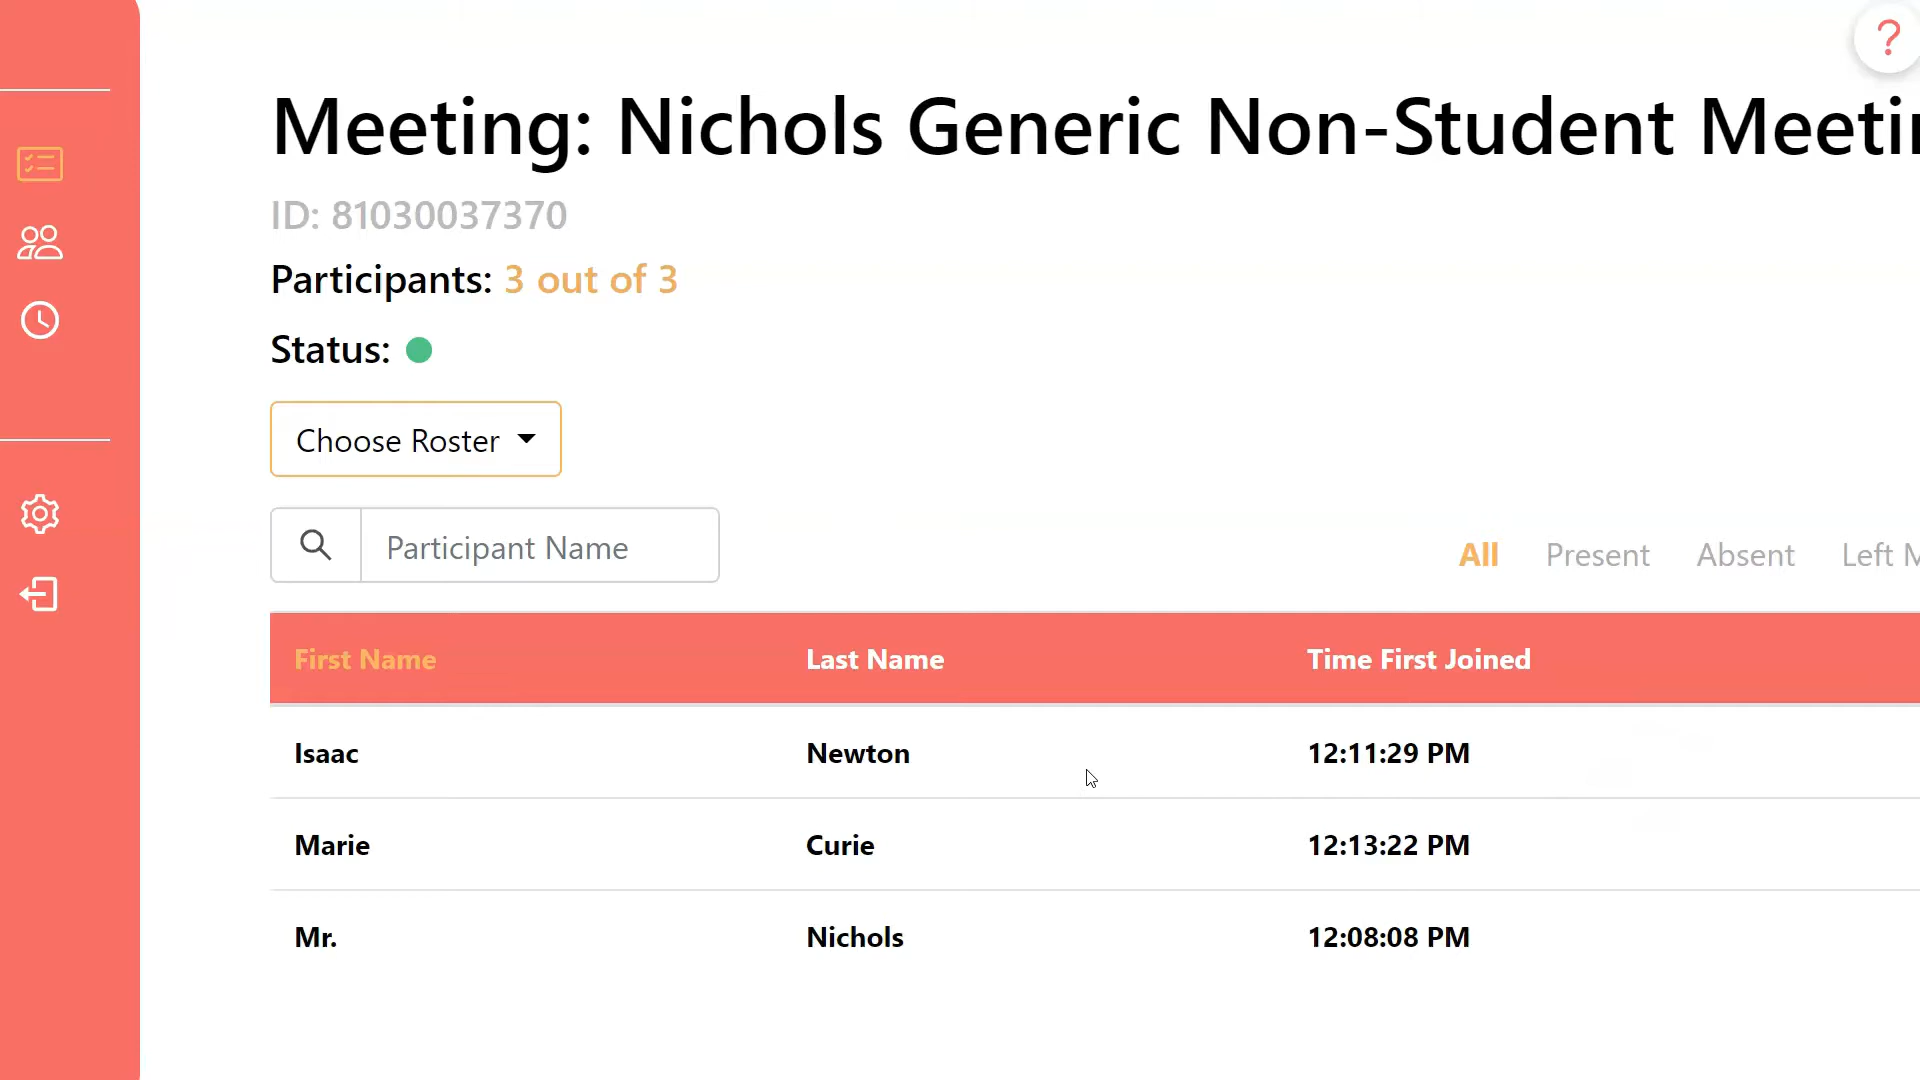 ?
Meeting: Nichols Generic Non-Student
ID: 81030037370
Participants: 3 out of 3
Status:
Choose Roster
Participant Name
All Present Absent Left
First Name Last Name Time First Joined
Isaac Newton 12:11:29 PM
Marie Curie 12:13:22 PM
Mr. Nichols 12:08:08 PM